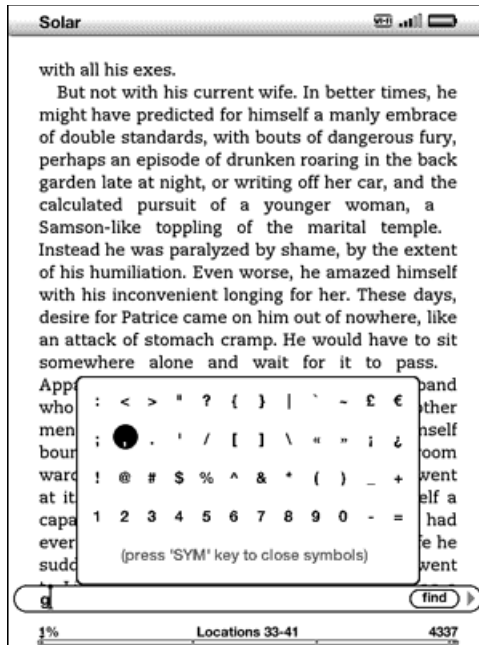 Solar
WI-FI
with all his exes.
But not with his current wife. In better times, he
might have predicted for himself a manly embrace
of double standards, with bouts of dangerous fury,
perhaps an episode of drunken roaring in the back
garden late at night, or writing off her car, and the
calculated pursuit of a younger woman, a
Samson-like toppling of the marital temple.
Instead he was paralyzed by shame, by the extent
of his humiliation. Even worse, he amazed himself
with his inconvenient longing for her. These days,
desire for Patrice came on him out of nowhere, like
an attack of stomach cramp. He would have to sit
somewhere alone and wait for it to pass.
: < > " ? { } | ` ~ £ €
; , . ' / [ ] \ « » ¡ ¿
! @ # $ % ^ & * ( ) _ +
1 2 3 4 5 6 7 8 9 0 - =
(press 'SYM' key to close symbols)
who
at it
had
went
g find
1% Locations 33-41 4337